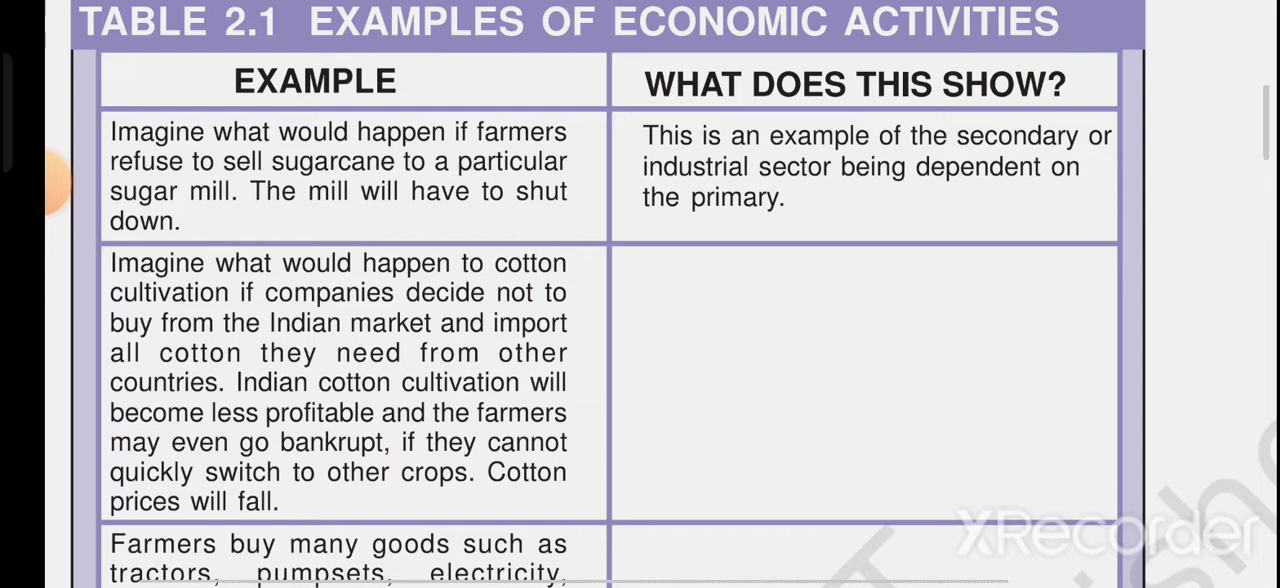 TABLE 2.1 EXAMPLES OF ECONOMIC ACTIVITIES
EXAMPLE
WHAT DOES THIS SHOW?
Imagine what would happen if farmers
refuse to sell sugarcane to a particular
sugar mill. The mill will have to shut
down.
This is an example of the secondary or
industrial sector being dependent on
the primary.
Imagine what would happen to cotton
cultivation if companies decide not to
buy from the Indian market and import
all cotton they need from other
countries. Indian cotton cultivation will
become less profitable and the farmers
may even go bankrupt, if they cannot
quickly switch to other crops. Cotton
prices will fall.
Farmers buy many goods such as
tractors, pumpsets, electricity,
XRecorder